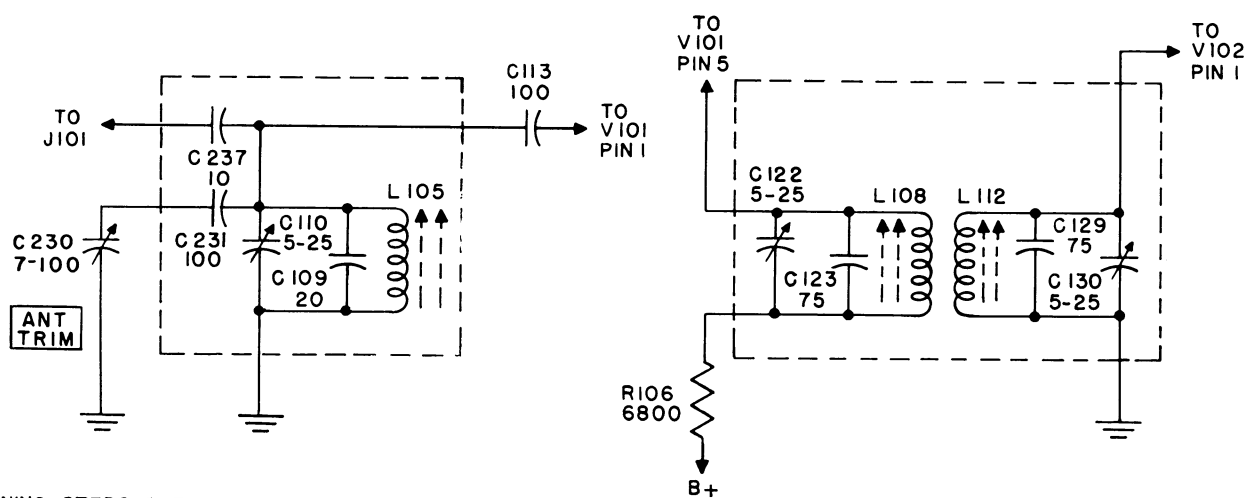 TO
J101
C237
10
C113
100
TO
V101
PIN 1
C230
7-100
C231
100
C110
5-25
L105
C109
20
ANT
TRIM
TO
V101
PIN 5
TO
V102
PIN 1
C122
5-25
L108
L112
C123
75
C129
75
C130
5-25
R106
6800
B+